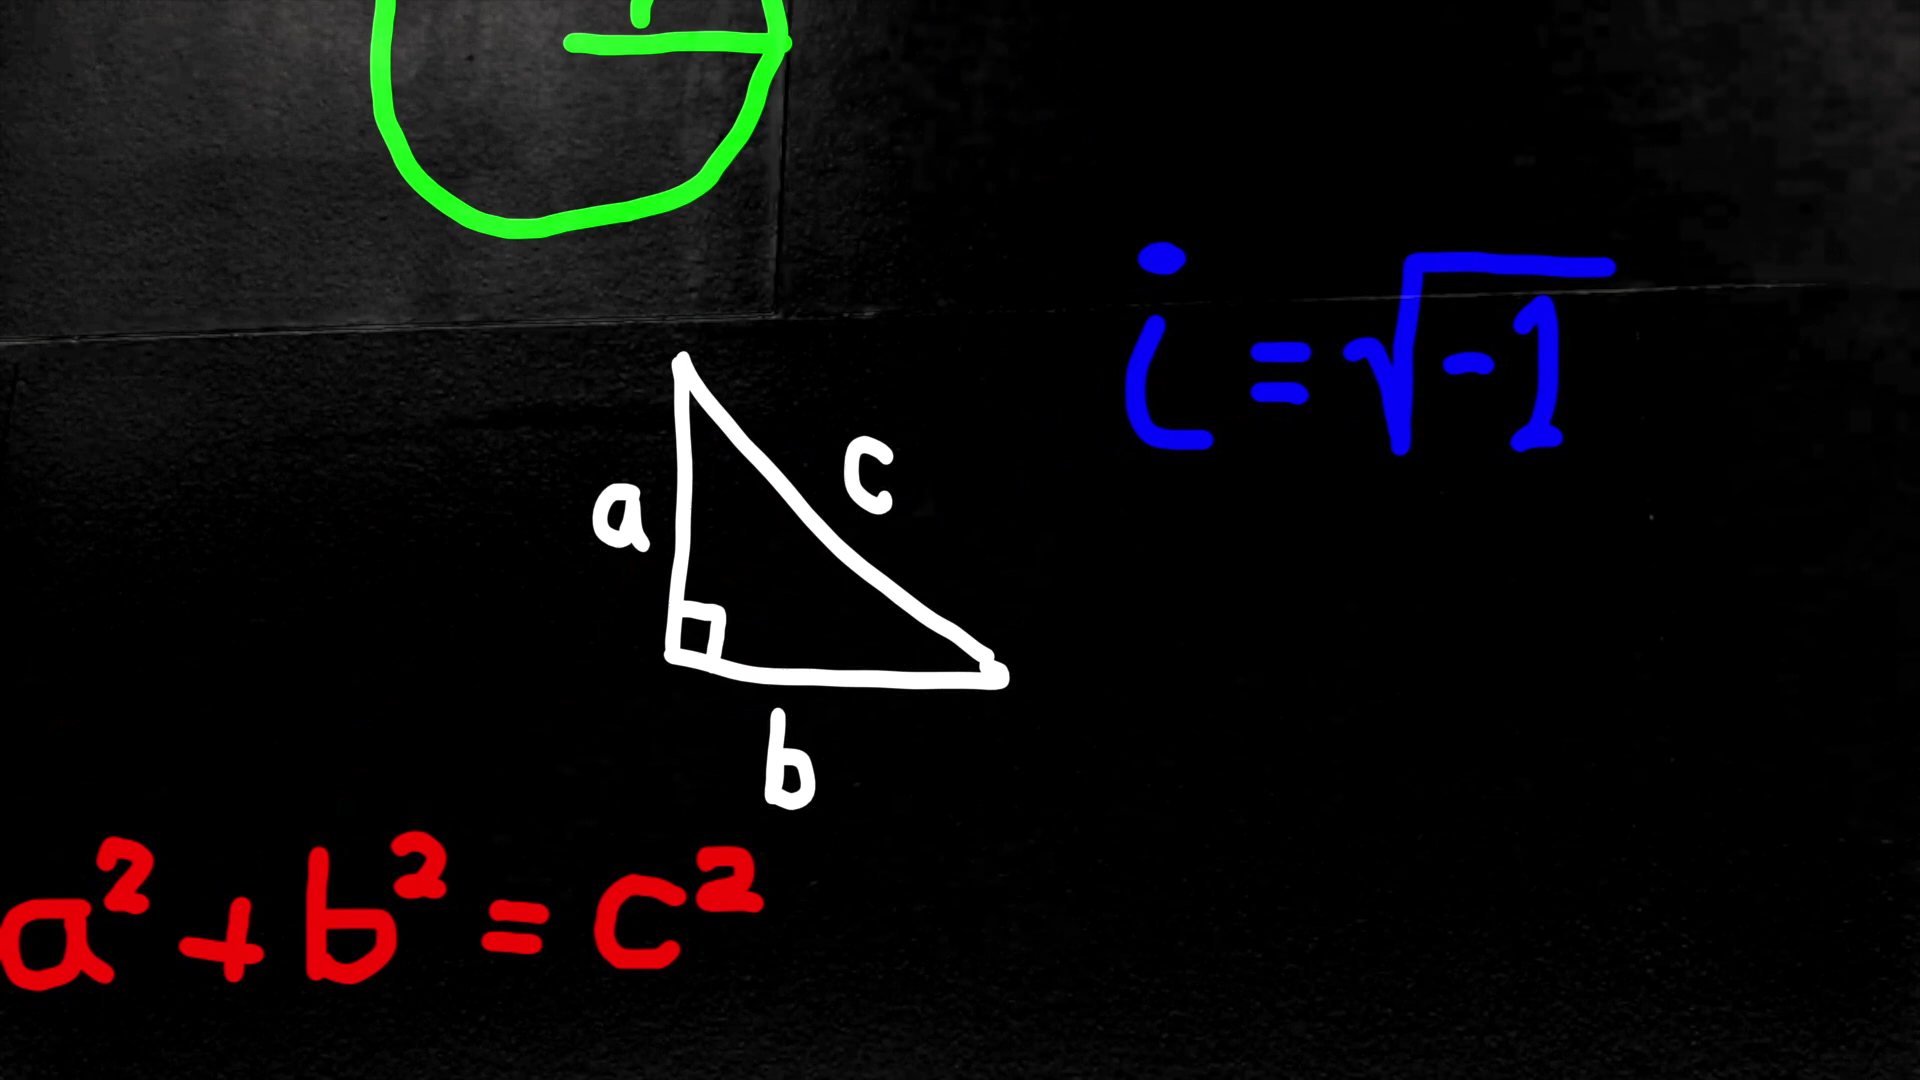 i = √-1
a
c
b
a² + b² = c²